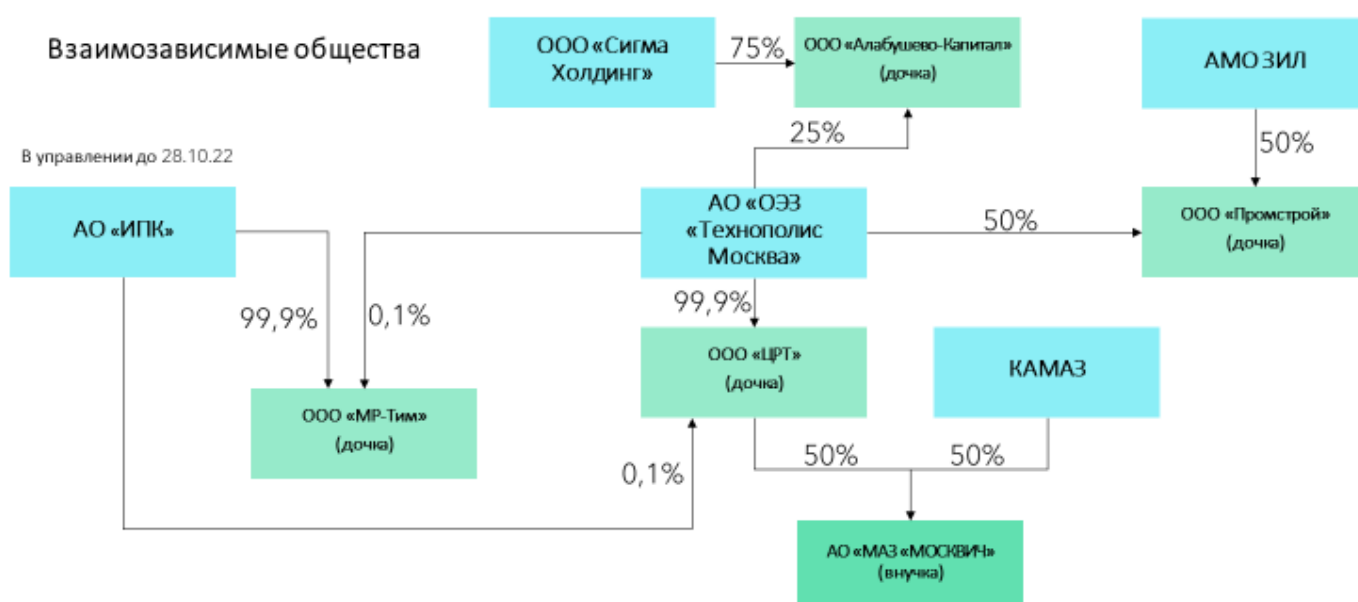 Взаимозависимые общества
ООО «Сигма
Холдинг»
75%
ООО «Алабушево-Капитал»
(дочка)
АМО ЗИЛ
25%
50%
В управлении до 28.10.22
АО «ИПК»
АО «ОЭЗ
«Технополис
Москва»
50%
ООО «Промстрой»
(дочка)
99,9%
0,1%
99,9%
ООО «ЦРТ»
(дочка)
КАМАЗ
ООО «МР-Тим»
(дочка)
0,1%
50%
50%
АО «МАЗ «МОСКВИЧ»
(внучка)